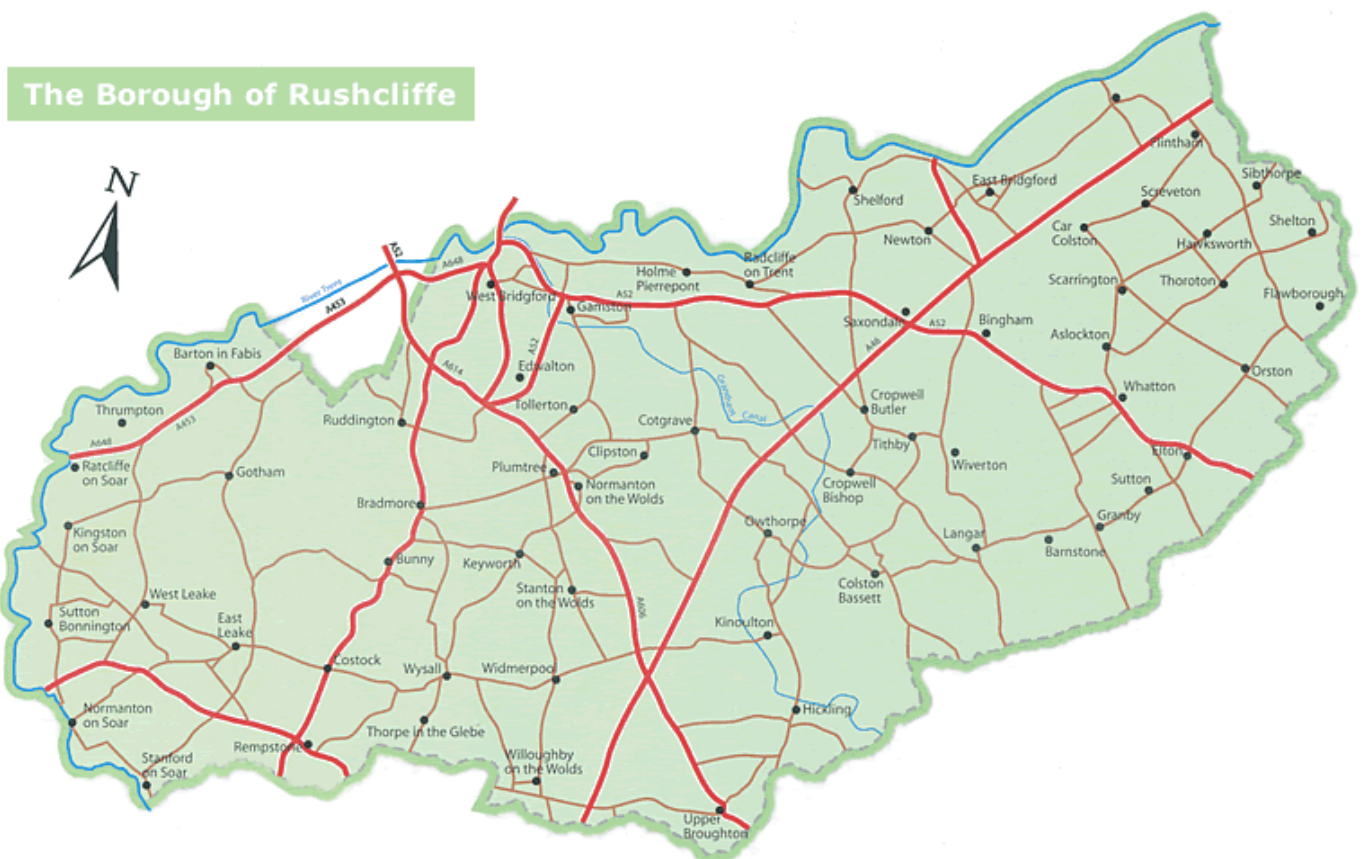 The Borough of Rushcliffe
N
Flintham
Sibthorpe
East Bridgford
Screveton
Shelford
Shelton
Car
Colston
Newton
Hawksworth
A52
A648
Radcliffe
on Trent
Holme
Pierrepont
Scarrington
Thoroton
River Trent
A453
West Bridgford
A52
Gamston
Flawborough
Saxondale
A52
Bingham
Aslockton
A46
A52
Barton in Fabis
A614
Edwalton
Grantham
Canal
Orston
Whatton
Cropwell
Butler
Thrumpton
Tollerton
Ruddington
Cotgrave
A453
A648
Tithby
Clipston
Elton
Wiverton
Ratcliffe
on Soar
Gotham
Plumtree
Normanton
on the Wolds
Cropwell
Bishop
Sutton
Bradmore
Granby
Owthorpe
Kingston
on Soar
Langar
Barnstone
Bunny
Keyworth
Colston
Bassett
Stanton
on the Wolds
West Leake
A606
Sutton
Bonnington
East
Leake
Kinoulton
Costock
Wysall
Widmerpool
Normanton
on Soar
Hickling
Thorpe in the Glebe
Rempstone
Stanford
on Soar
Willoughby
on the Wolds
Upper
Broughton